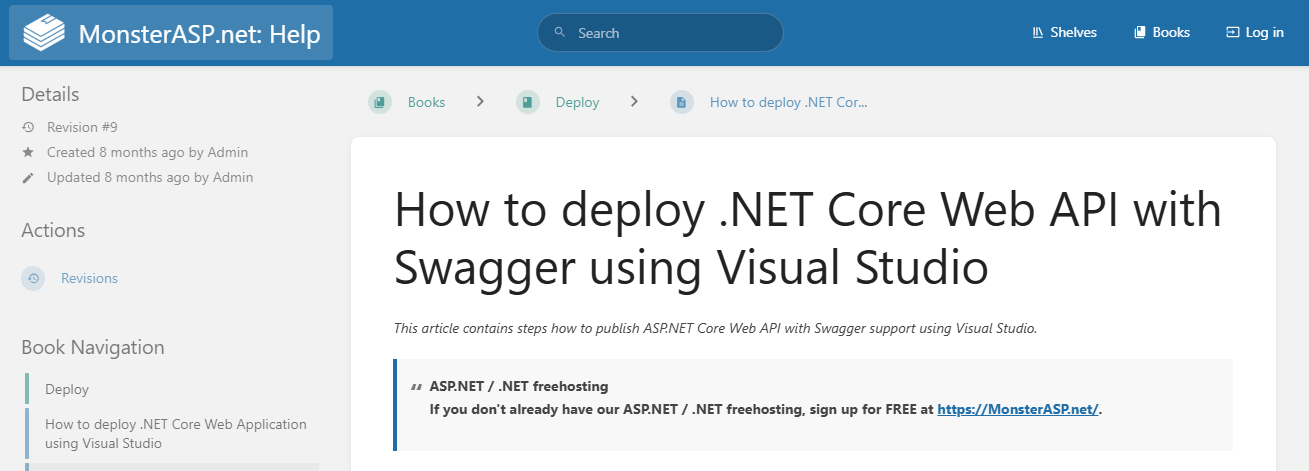 MonsterASP.net: Help
Search
Shelves
Books
Log in
Details
Revision #9
Created 8 months ago by Admin
Updated 8 months ago by Admin
Actions
Revisions
Book Navigation
Deploy
How to deploy .NET Core Web Application
using Visual Studio
Books
Deploy
How to deploy .NET Cor...
How to deploy .NET Core Web API with
Swagger using Visual Studio
This article contains steps how to publish ASP.NET Core Web API with Swagger support using Visual Studio.
ASP.NET / .NET freehosting
If you don't already have our ASP.NET / .NET freehosting, sign up for FREE at https://MonsterASP.net/.